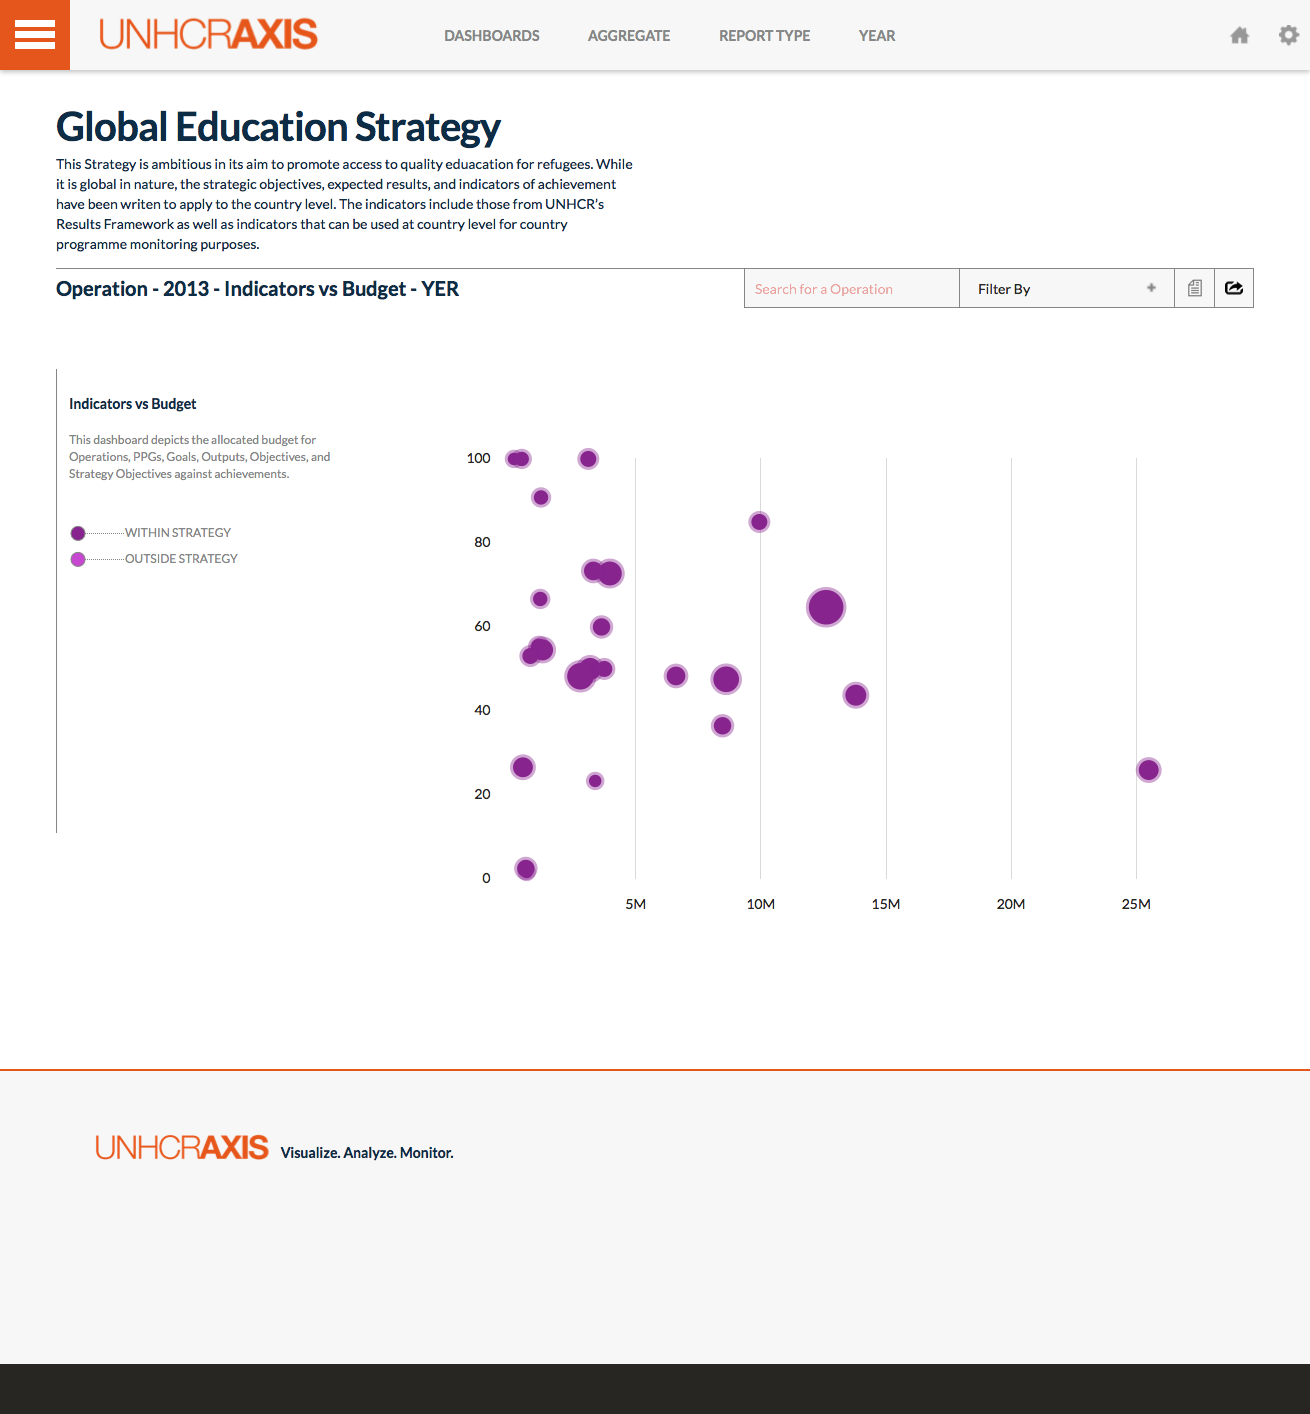 UNHCRAXIS
DASHBOARDS AGGREGATE REPORT TYPE YEAR
Global Education Strategy
This Strategy is ambitious in its aim to promote access to quality eduacation for refugees. While
it is global in nature, the strategic objectives, expected results, and indicators of achievement
have been writen to apply to the country level. The indicators include those from UNHCR's
Results Framework as well as indicators that can be used at country level for country
programme monitoring purposes.
Operation - 2013 - Indicators vs Budget - YER
Search for a Operation
Filter By +
Indicators vs Budget
This dashboard depicts the allocated budget for
Operations, PPGs, Goals, Outputs, Objectives, and
Strategy Objectives against achievements.
WITHIN STRATEGY
OUTSIDE STRATEGY
100
80
60
40
20
0
5M 10M 15M 20M 25M
UNHCRAXIS Visualize. Analyze. Monitor.